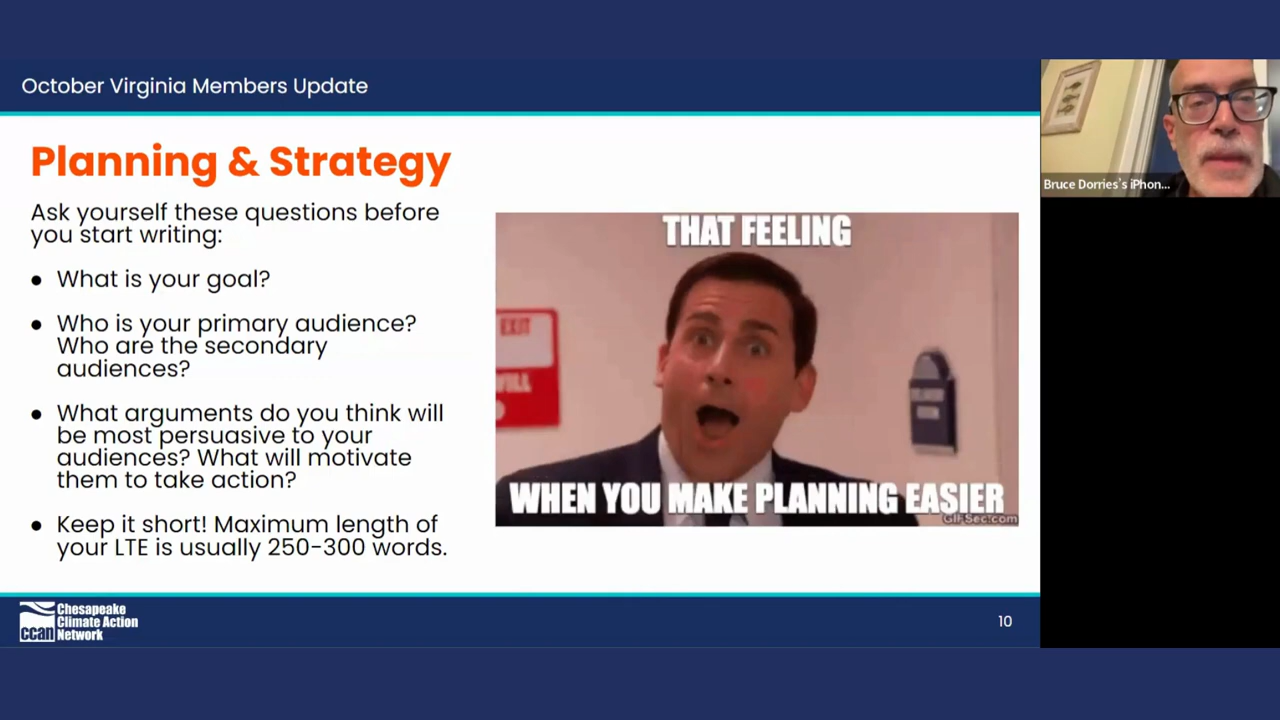 October Virginia Members Update
Planning & Strategy
Ask yourself these questions before
you start writing:
● What is your goal?
● Who is your primary audience?
Who are the secondary
audiences?
● What arguments do you think will
be most persuasive to your
audiences? What will motivate
them to take action?
● Keep it short! Maximum length of
your LTE is usually 250-300 words.
THAT FEELING
EXIT
WHEN YOU MAKE PLANNING EASIER
GIFSec.com
Bruce Dorries's iPhon...
ccan
Chesapeake
Climate Action
Network
10